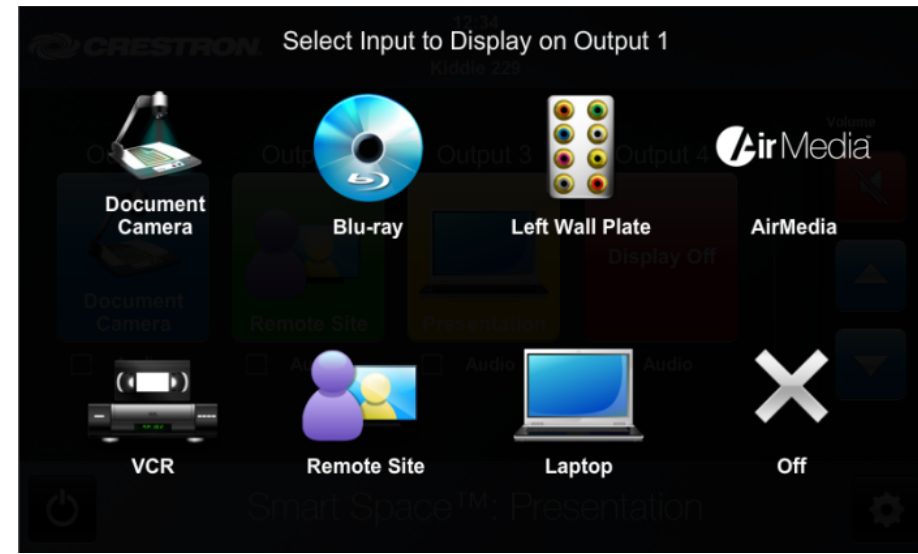 12:34
CRESTRON.
Select Input to Display on Output 1
Kiddie 229
Volume
Output 3
Output 4
AirMedia
Document
Camera
Blu-ray
Left Wall Plate
AirMedia
Display Off
Document
Camera
Remote Site
Presentation
Audio
Audio
VCR
Remote Site
Laptop
Off
Smart Space™: Presentation